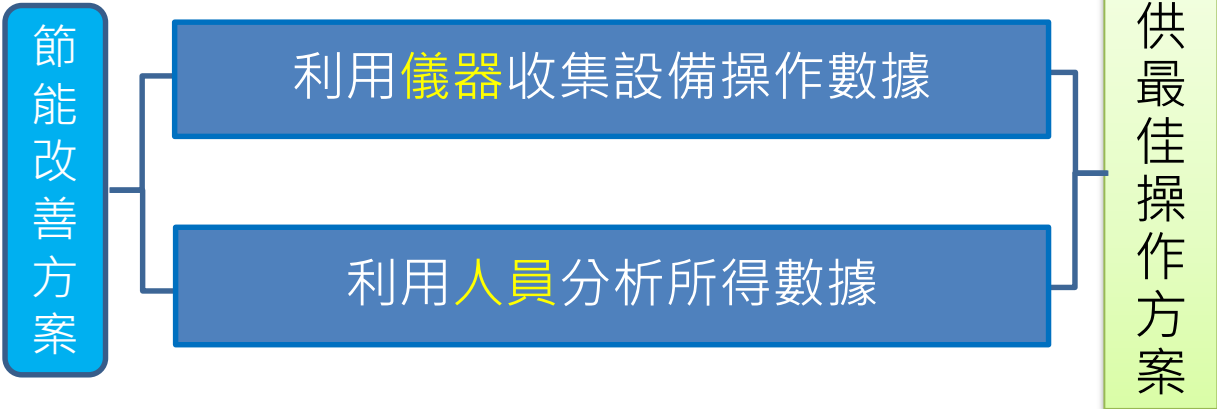 節能改善方案
利用儀器收集設備操作數據
利用人員分析所得數據
供最佳操作方案